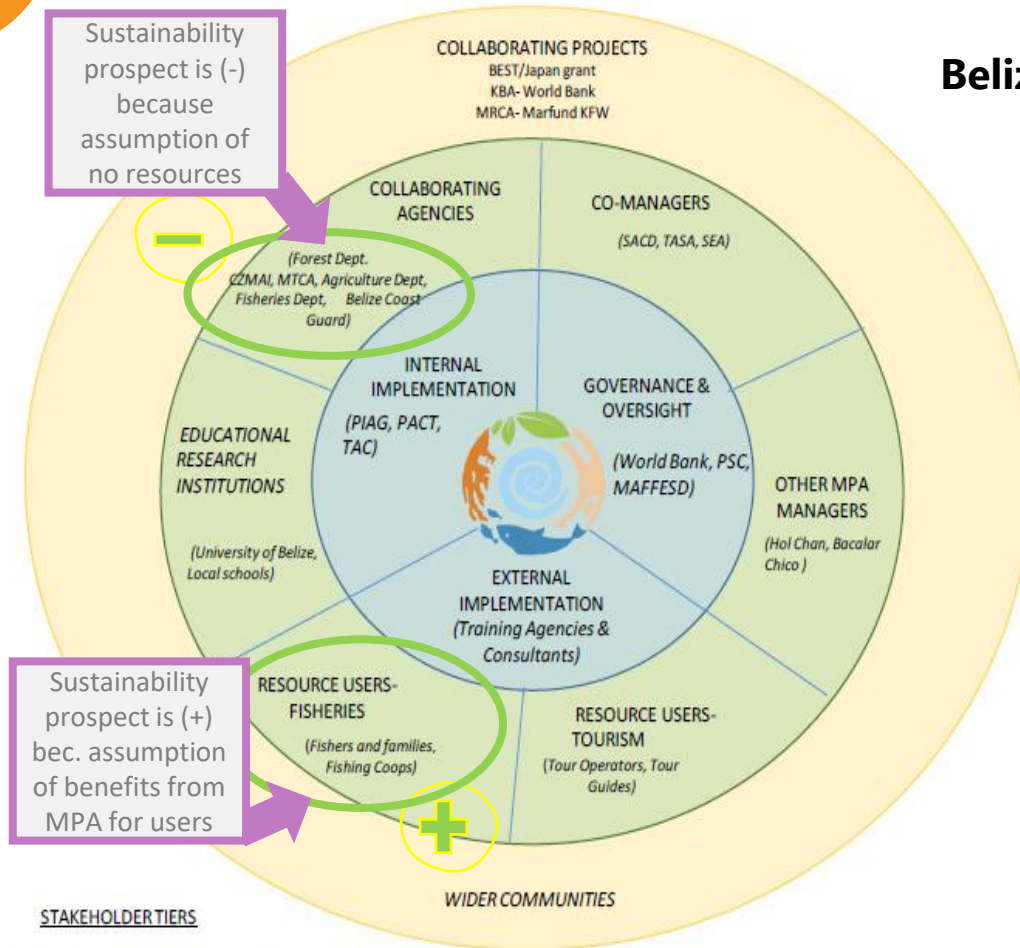 Sustainability
prospect is (-)
because
assumption of
no resources
COLLABORATING PROJECTS
BEST/Japan grant
KBA- World Bank
MRCA- Marfund KFW
COLLABORATING
AGENCIES
(Forest Dept.
CZMAI, MTCA, Agriculture Dept,
Fisheries Dept, Belize Coast
Guard)
CO-MANAGERS
(SACD, TASA, SEA)
INTERNAL
IMPLEMENTATION
(PIAG, PACT,
TAC)
GOVERNANCE &
OVERSIGHT
(World Bank, PSC,
MAFFESD)
EDUCATIONAL
RESEARCH
INSTITUTIONS
(University of Belize,
Local schools)
OTHER MPA
MANAGERS
(Hol Chan, Bacalar
Chico )
EXTERNAL
IMPLEMENTATION
(Training Agencies &
Consultants)
Sustainability
prospect is (+)
bec. assumption
of benefits from
MPA for users
RESOURCE USERS-
FISHERIES
(Fishers and families,
Fishing Coops)
RESOURCE USERS-
TOURISM
(Tour Operators, Tour
Guides)
WIDER COMMUNITIES
STAKEHOLDER TIERS